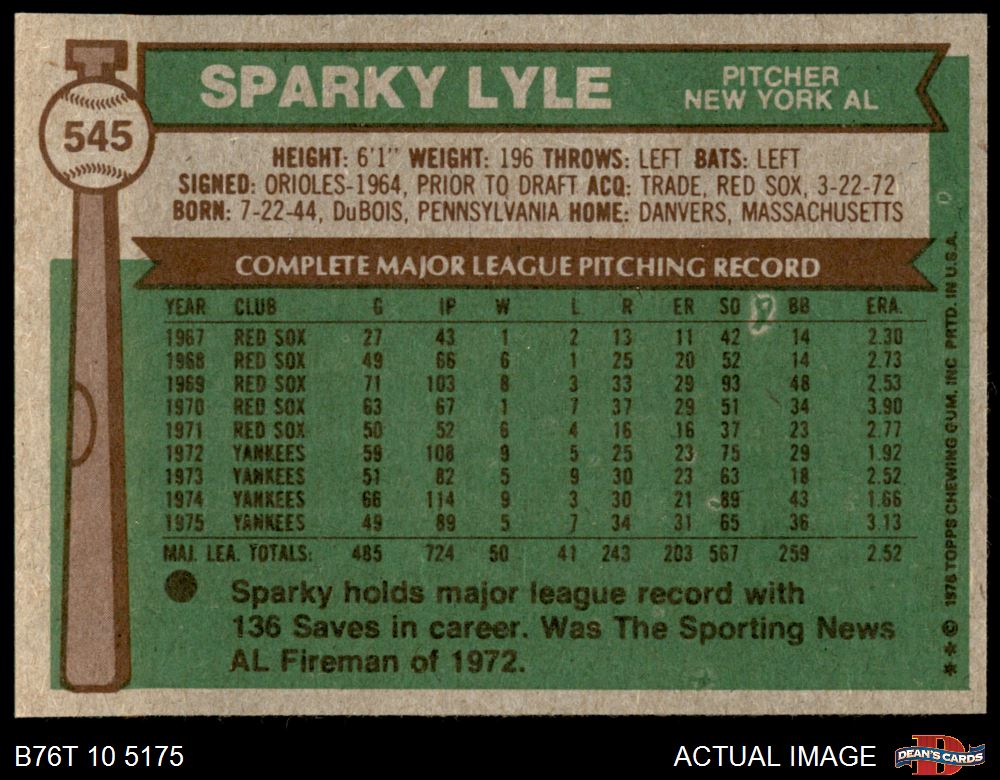 SPARKY LYLE
PITCHER
NEW YORK AL
545
HEIGHT: 6'1" WEIGHT: 196 THROWS: LEFT BATS: LEFT
SIGNED: ORIOLES-1964, PRIOR TO DRAFT ACQ: TRADE, RED SOX, 3-22-72
BORN: 7-22-44, DuBOIS, PENNSYLVANIA HOME: DANVERS, MASSACHUSETTS
COMPLETE MAJOR LEAGUE PITCHING RECORD
YEAR CLUB G IP W L R ER SO BB ERA.
1967 RED SOX 27 43 1 2 13 11 42 14 2.30
1968 RED SOX 49 66 6 1 25 20 52 14 2.73
1969 RED SOX 71 103 8 3 33 29 93 48 2.53
1970 RED SOX 63 67 1 7 37 29 51 34 3.90
1971 RED SOX 50 52 6 4 16 16 37 23 2.77
1972 YANKEES 59 108 9 5 25 23 75 29 1.92
1973 YANKEES 51 82 5 9 30 23 63 18 2.52
1974 YANKEES 66 114 9 3 30 21 89 43 1.66
1975 YANKEES 49 89 5 7 34 31 65 36 3.13
MAJ. LEA. TOTALS: 485 724 50 41 243 203 567 259 2.52
Sparky holds major league record with
136 Saves in career. Was The Sporting News
AL Fireman of 1972.
***© 1976 TOPPS CHEWING GUM, INC PRTD. IN U.S.A.
B76T 10 5175
ACTUAL IMAGE
DEAN'S CARDS